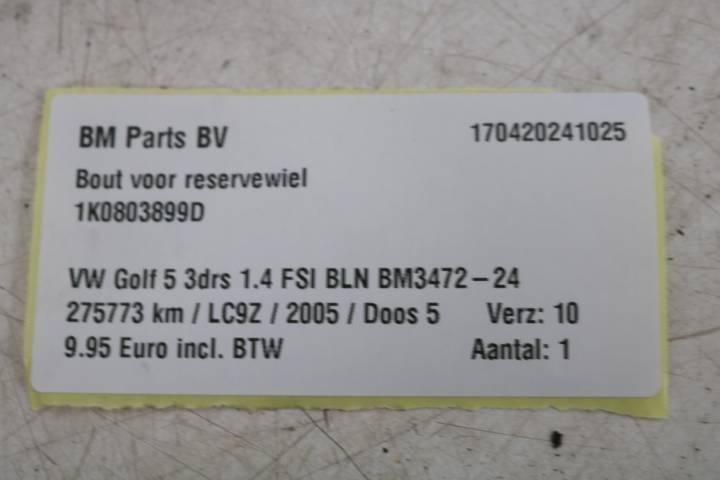 BM Parts BV 170420241025
Bout voor reservewiel
1K0803899D
VW Golf 5 3drs 1.4 FSI BLN BM3472-24
275773 km / LC9Z / 2005 / Doos 5 Verz: 10
9.95 Euro incl. BTW Aantal: 1